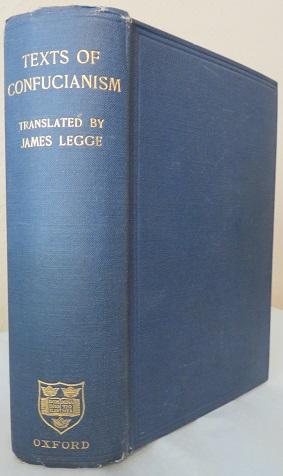 TEXTS OF
CONFUCIANISM
TRANSLATED BY
JAMES LEGGE
OXFORD